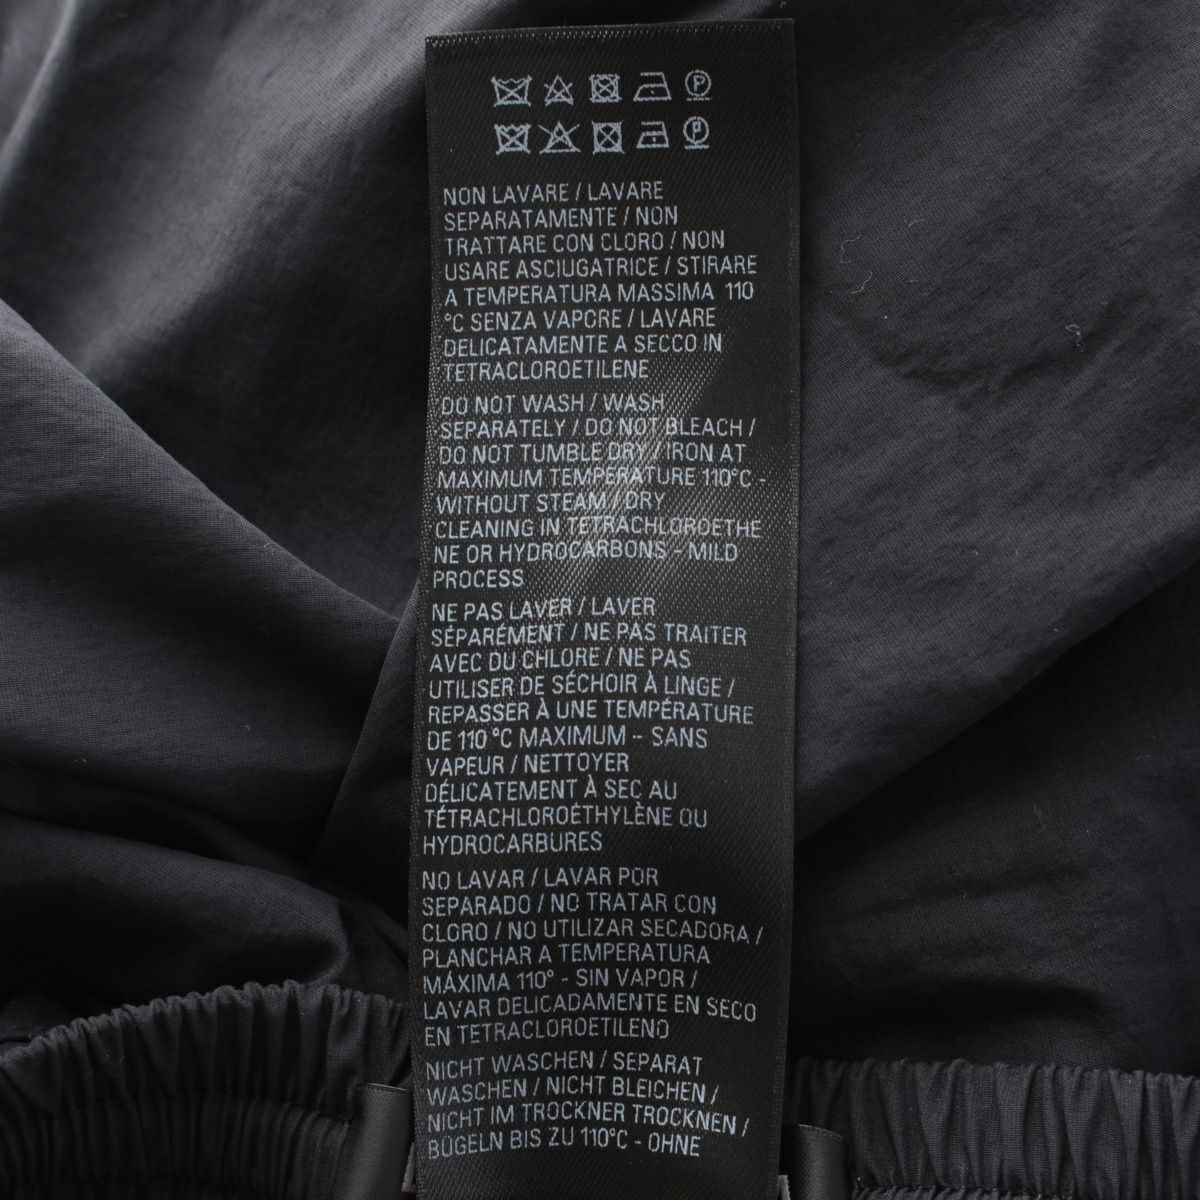 P
P
NON LAVARE / LAVARE
SEPARATAMENTE / NON
TRATTARE CON CLORO / NON
USARE ASCIUGATRICE / STIRARE
A TEMPERATURA MASSIMA 110
°C SENZA VAPORE / LAVARE
DELICATAMENTE A SECCO IN
TETRACLOROETILENE
DO NOT WASH / WASH
SEPARATELY / DO NOT BLEACH /
DO NOT TUMBLE DRY / IRON AT
MAXIMUM TEMPERATURE 110°C -
WITHOUT STEAM / DRY
CLEANING IN TETRACHLOROETHE
NE OR HYDROCARBONS - MILD
PROCESS
NE PAS LAVER / LAVER
SÉPARÉMENT / NE PAS TRAITER
AVEC DU CHLORE / NE PAS
UTILISER DE SÉCHOIR À LINGE /
REPASSER À UNE TEMPÉRATURE
DE 110 °C MAXIMUM - SANS
VAPEUR / NETTOYER
DÉLICATEMENT À SEC AU
TÉTRACHLOROÉTHYLÈNE OU
HYDROCARBURES
NO LAVAR / LAVAR POR
SEPARADO / NO TRATAR CON
CLORO / NO UTILIZAR SECADORA /
PLANCHAR A TEMPERATURA
MÁXIMA 110° - SIN VAPOR /
LAVAR DELICADAMENTE EN SECO
EN TETRACLOROETILENO
NICHT WASCHEN / SEPARAT
WASCHEN / NICHT BLEICHEN /
NICHT IM TROCKNER TROCKNEN /
BÜGELN BIS ZU 110°C - OHNE